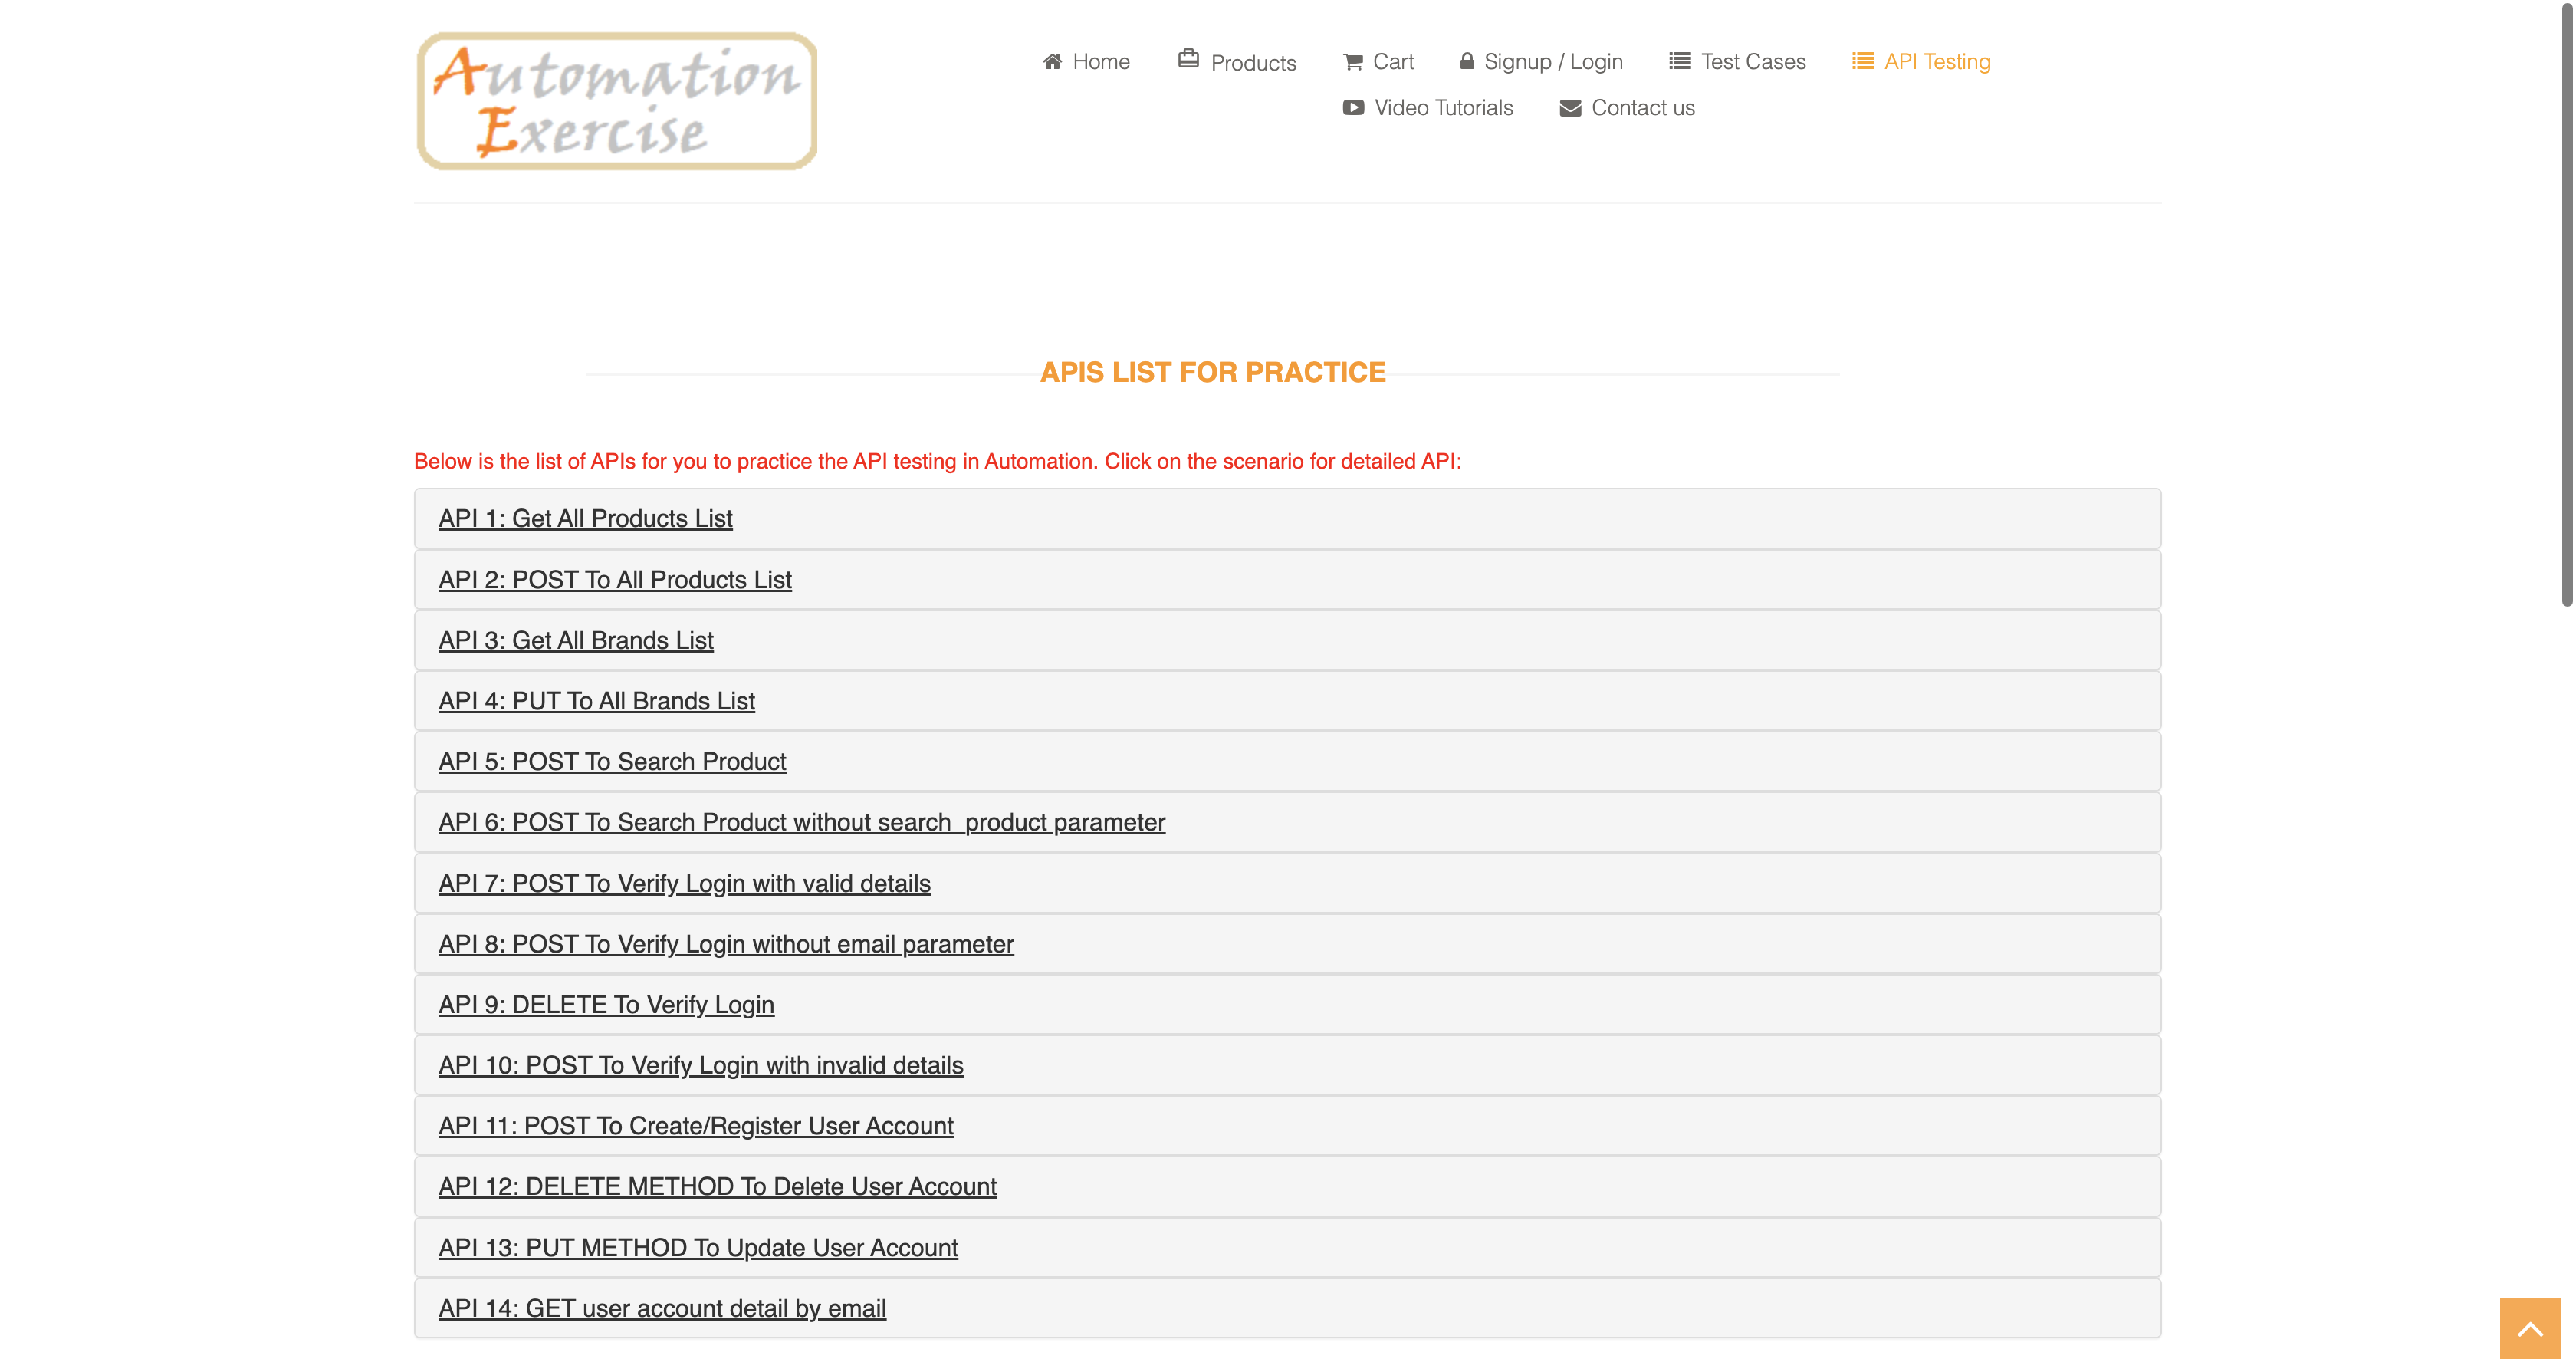 Automation
Exercise
Home Products Cart Signup / Login Test Cases API Testing
Video Tutorials Contact us
APIS LIST FOR PRACTICE
Below is the list of APIs for you to practice the API testing in Automation. Click on the scenario for detailed API:
API 1: Get All Products List
API 2: POST To All Products List
API 3: Get All Brands List
API 4: PUT To All Brands List
API 5: POST To Search Product
API 6: POST To Search Product without search_product parameter
API 7: POST To Verify Login with valid details
API 8: POST To Verify Login without email parameter
API 9: DELETE To Verify Login
API 10: POST To Verify Login with invalid details
API 11: POST To Create/Register User Account
API 12: DELETE METHOD To Delete User Account
API 13: PUT METHOD To Update User Account
API 14: GET user account detail by email